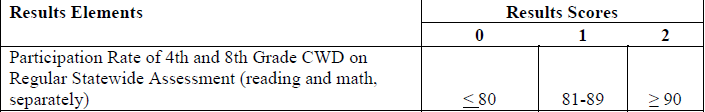 Results Elements Results Scores
0 1 2
Participation Rate of 4th and 8th Grade CWD on
Regular Statewide Assessment (reading and math,
separately) ≤ 80 81-89 ≥ 90